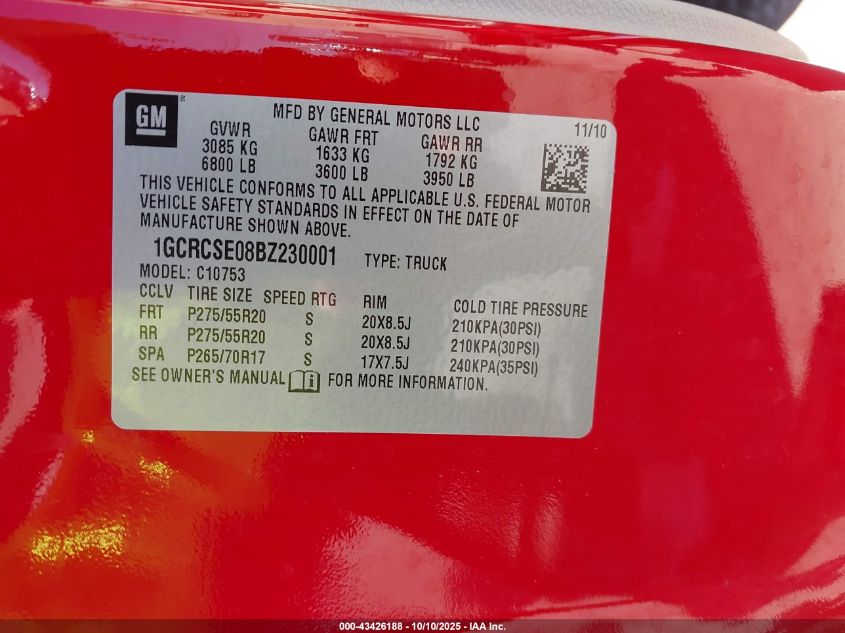 GM ®
MFD BY GENERAL MOTORS LLC 11/10
GVWR GAWR FRT GAWR RR
3085 KG 1633 KG 1792 KG
6800 LB 3600 LB 3950 LB
THIS VEHICLE CONFORMS TO ALL APPLICABLE U.S. FEDERAL MOTOR
VEHICLE SAFETY STANDARDS IN EFFECT ON THE DATE OF
MANUFACTURE SHOWN ABOVE.
1GCRCSE08BZ230001 TYPE: TRUCK
MODEL: C10753
CCLV TIRE SIZE SPEED RTG RIM COLD TIRE PRESSURE
FRT P275/55R20 S 20X8.5J 210KPA(30PSI)
RR P275/55R20 S 20X8.5J 210KPA(30PSI)
SPA P265/70R17 S 17X7.5J 240KPA(35PSI)
SEE OWNER'S MANUAL i FOR MORE INFORMATION.
000-43426188 - 10/10/2025 - IAA Inc.